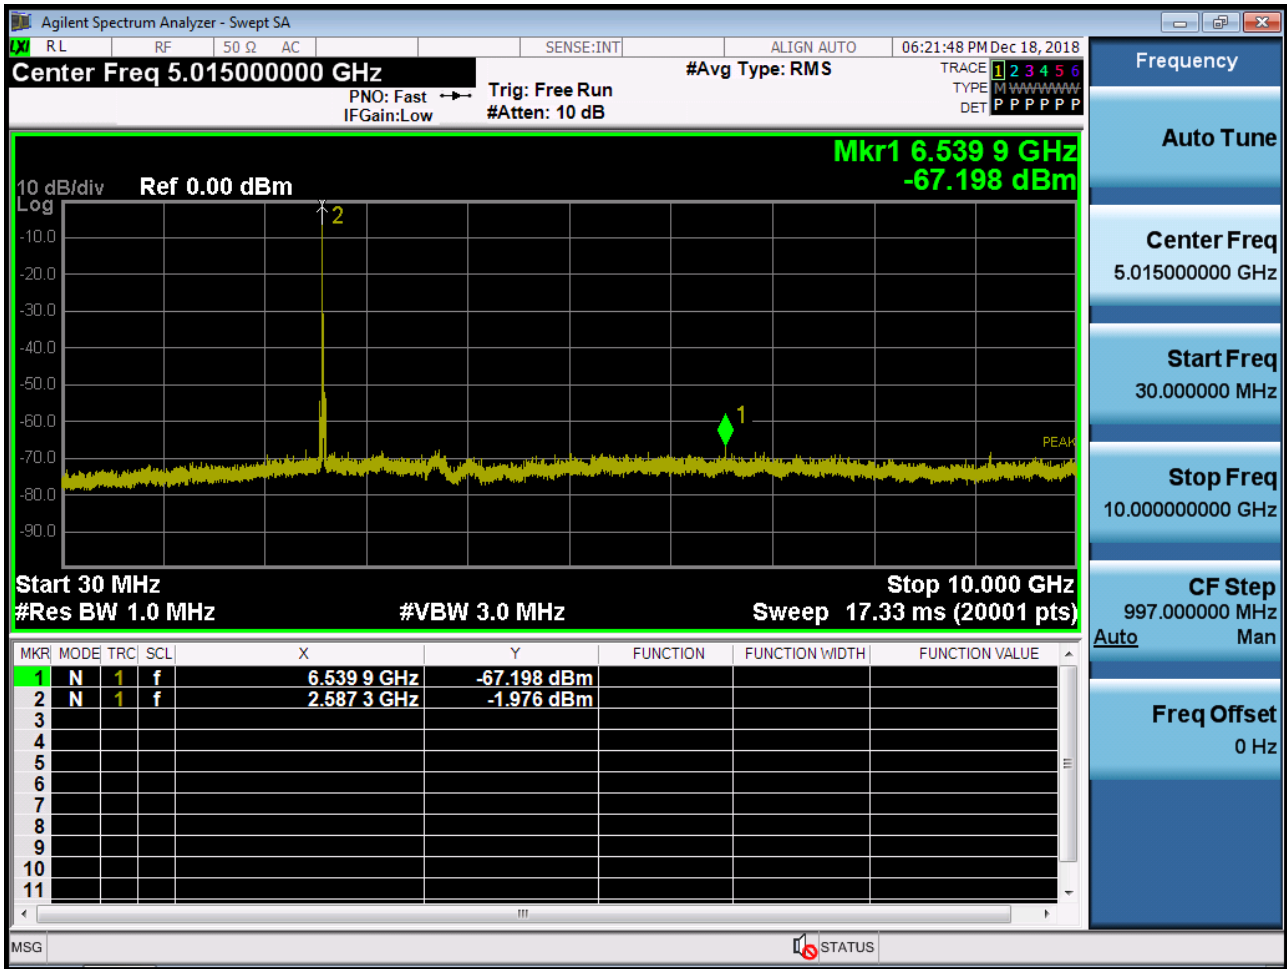 Agilent Spectrum Analyzer - Swept SA
LXI RL RF 50 Ω AC SENSE:INT ALIGN AUTO 06:21:48 PM Dec 18, 2018
Center Freq 5.015000000 GHz
PNO: Fast
IFGain:Low
Trig: Free Run
#Atten: 10 dB
#Avg Type: RMS
TRACE 1 2 3 4 5 6
TYPE M W W W W W
DET P P P P P P
Mkr1 6.539 9 GHz
-67.198 dBm
10 dB/div Ref 0.00 dBm
Log
2
-10.0
-20.0
-30.0
-40.0
-50.0
-60.0
1
PEAK
-70.0
-80.0
-90.0
Start 30 MHz Stop 10.000 GHz
#Res BW 1.0 MHz #VBW 3.0 MHz Sweep 17.33 ms (20001 pts)
MKR MODE TRC SCL X Y FUNCTION FUNCTION WIDTH FUNCTION VALUE
1 N 1 f 6.539 9 GHz -67.198 dBm
2 N 1 f 2.587 3 GHz -1.976 dBm
3
4
5
6
7
8
9
10
11
MSG STATUS
Frequency
Auto Tune
Center Freq
5.015000000 GHz
Start Freq
30.000000 MHz
Stop Freq
10.000000000 GHz
CF Step
997.000000 MHz
Auto Man
Freq Offset
0 Hz